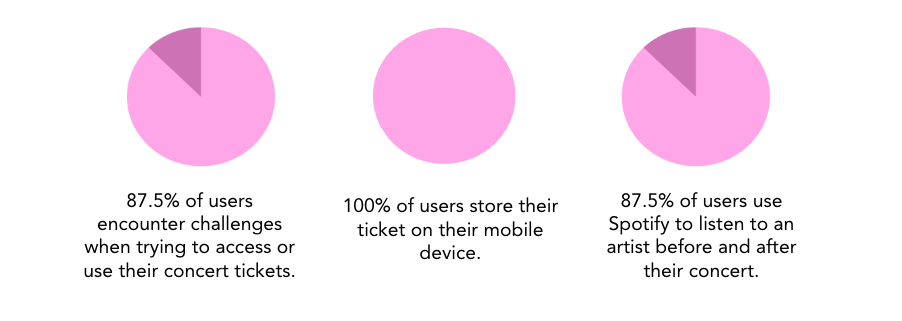 87.5% of users
encounter challenges
when trying to access or
use their concert tickets.
100% of users store their
ticket on their mobile
device.
87.5% of users use
Spotify to listen to an
artist before and after
their concert.